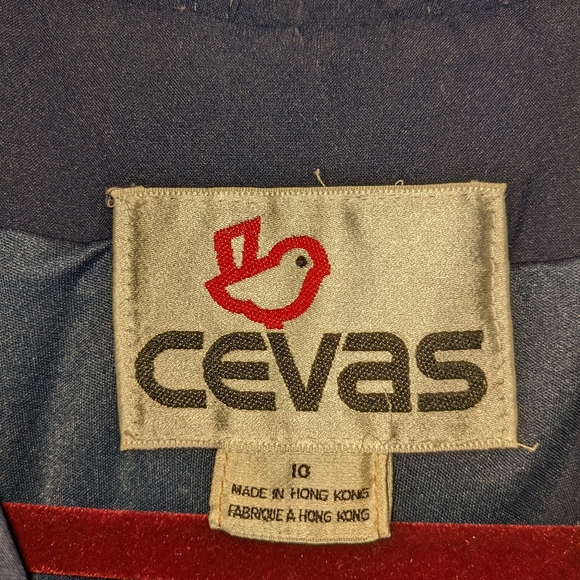 CEVAS
10
MADE IN HONG KONG
FABRIQUE A HONG KONG